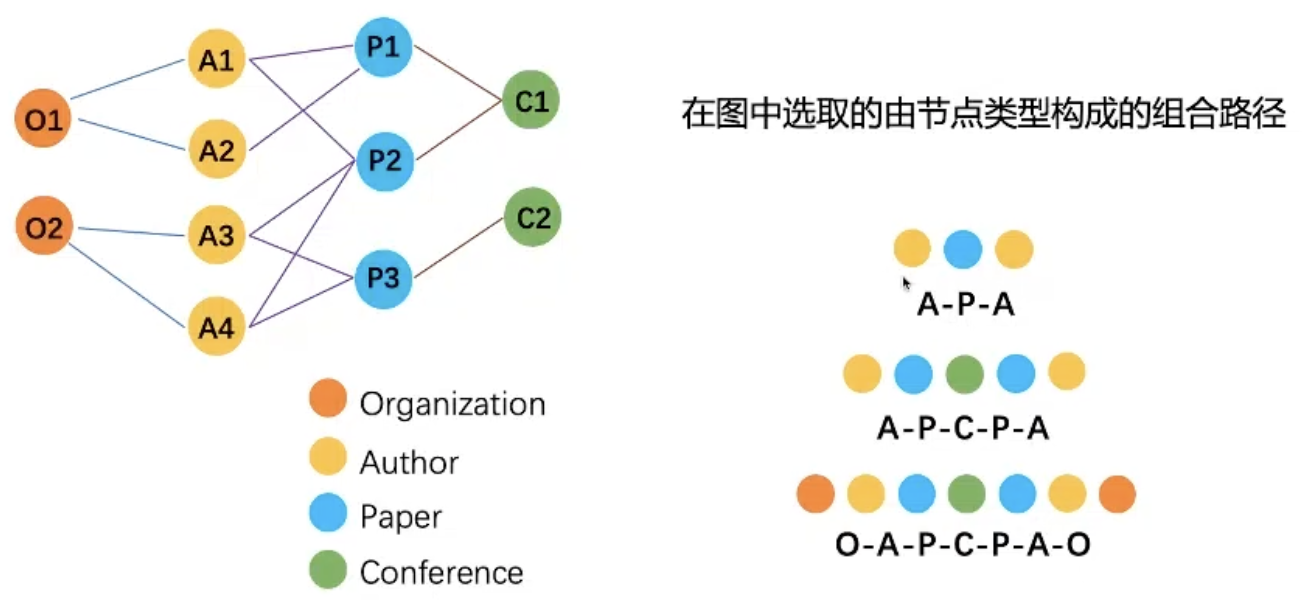 O1
O2
A1
A2
A3
A4
P1
P2
P3
C1
C2
Organization
Author
Paper
Conference
在图中选取的由节点类型构成的组合路径
A-P-A
A-P-C-P-A
O-A-P-C-P-A-O